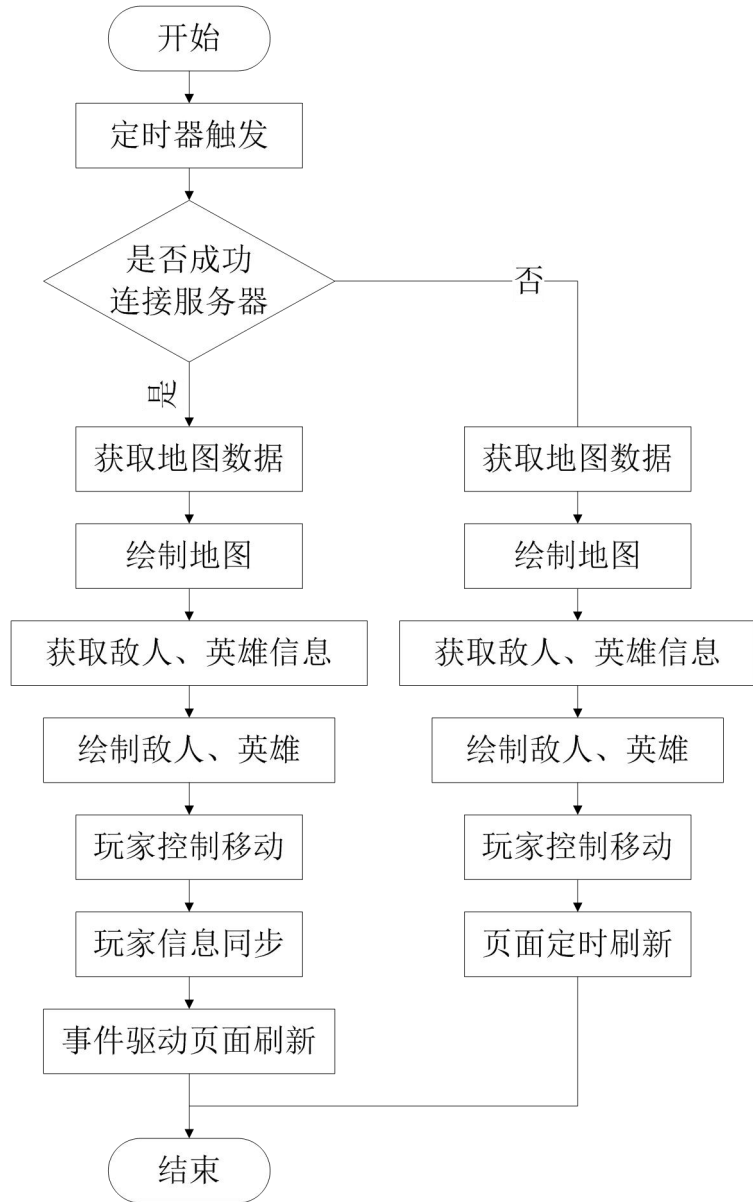 开始
定时器触发
是否成功
连接服务器
否
是
获取地图数据
获取地图数据
绘制地图
绘制地图
获取敌人、英雄信息
获取敌人、英雄信息
绘制敌人、英雄
绘制敌人、英雄
玩家控制移动
玩家控制移动
玩家信息同步
页面定时刷新
事件驱动页面刷新
结束